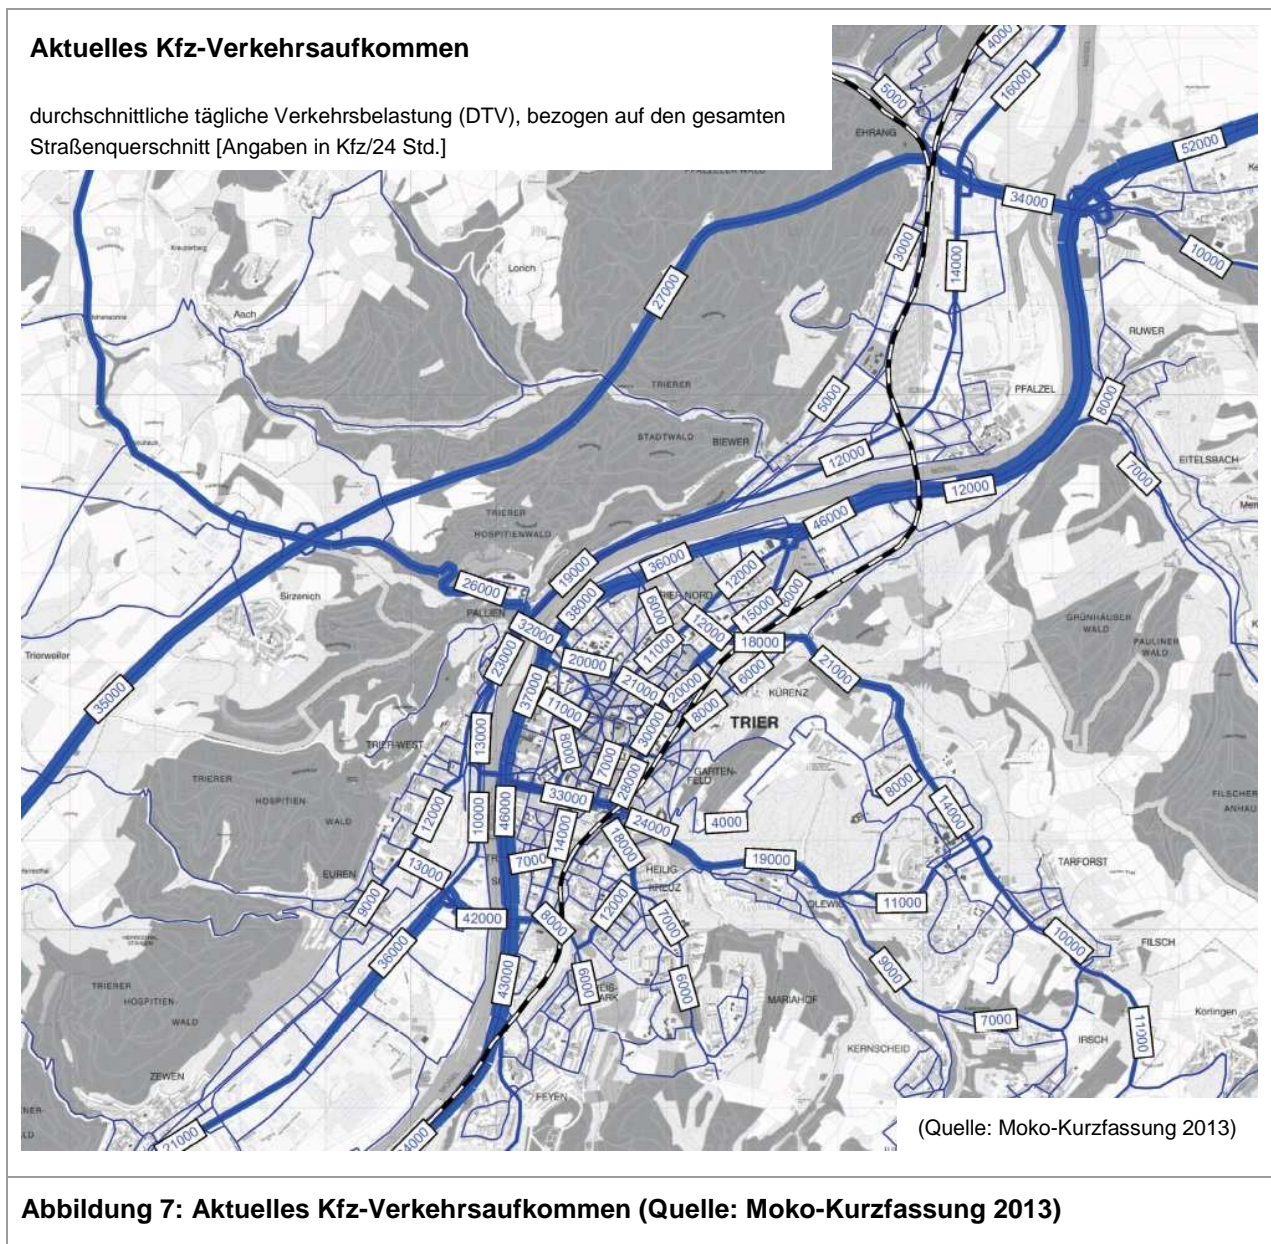 Aktuelles Kfz-Verkehrsaufkommen
durchschnittliche tägliche Verkehrsbelastung (DTV), bezogen auf den gesamten
Straßenquerschnitt [Angaben in Kfz/24 Std.]
4000
5000
16000
EHRANG
52000
34000
3000
10000
14000
Lorich
27000
Aach
RUWER
TRIERER
STADTWALD
PFALZEL
5000
8000
BIEWER
12000
EITELSBACH
7000
12000
46000
TRIERER
HOSPITIENWALD
19000
36000
26000
12000
6000
Sirzenich
38000
6000
15000
PALLIEN
GRÜNHÄUSER
WALD
32000
12000
11000
18000
PAULINER
WALD
Trierweiler
23000
20000
6000
21000
35000
37000
21000
20000
KÜRENZ
11000
8000
TRIER
TRIER-WEST
13000
8000
30000
7000
GARTEN-
FELD
TRIERER
HOSPITIEN
WALD
28000
8000
FILSCHER
33000
12000
10000
46000
4000
24000
14000
14000
18000
19000
TARFORST
7000
13000
HEILIG
KREUZ
EUREN
9000
OLEWIG
11000
42000
8000
12000
7000
10000
FILSCH
36000
9000
43000
6000
6000
TRIERER
HOSPITIEN-
WALD
MARIAHOF
7000
11000
Korlingen
IRSCH
KERNSCHEID
ZEWEN
FEYEN
21000
(Quelle: Moko-Kurzfassung 2013)
Abbildung 7: Aktuelles Kfz-Verkehrsaufkommen (Quelle: Moko-Kurzfassung 2013)